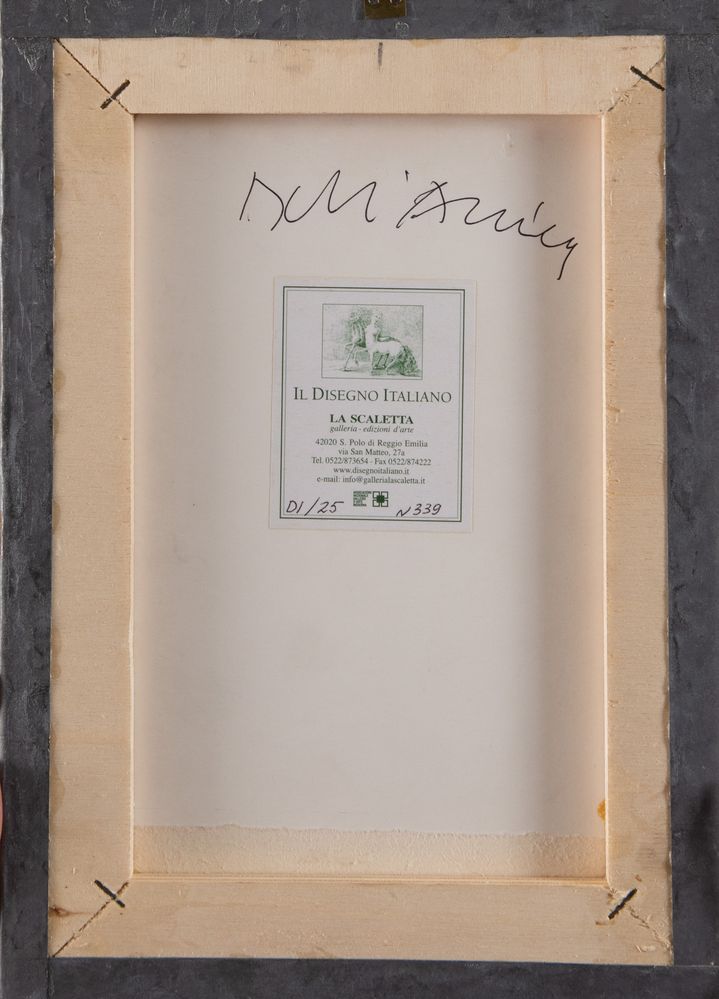 IL DISEGNO ITALIANO
LA SCALETTA
galleria - edizioni d'arte
42020 S. Polo di Reggio Emilia
via San Matteo, 27a
Tel. 0522/873654 - Fax 0522/874222
www.disegnoitaliano.it
e-mail: info@gallerialascaletta.it
D1/25 N339